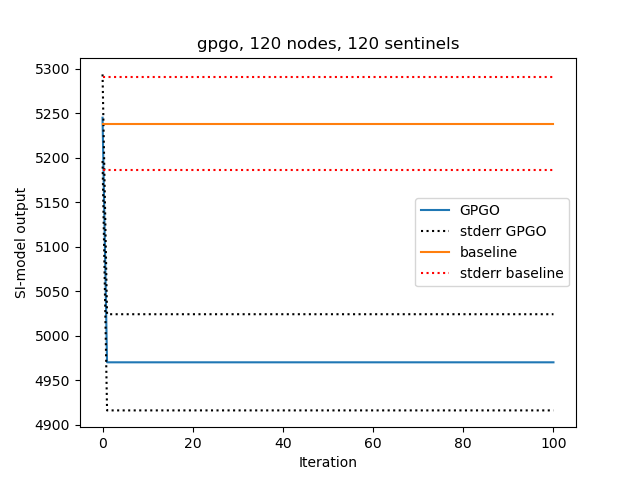 gpgo, 120 nodes, 120 sentinels
5300
5250
5200
5150
5100
5050
5000
4950
4900
SI-model output
GPGO
stderr GPGO
baseline
stderr baseline
0 20 40 60 80 100
Iteration